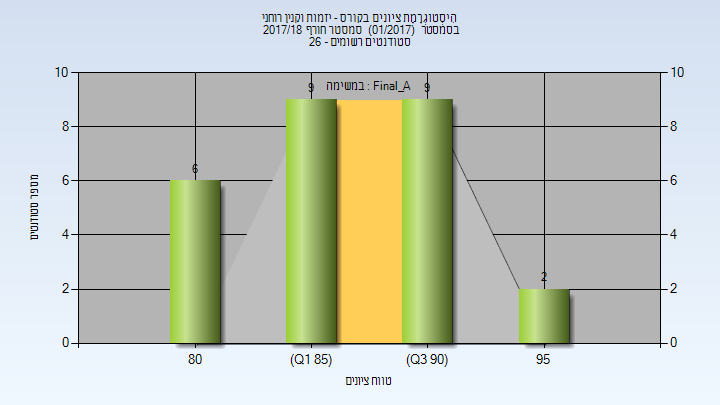 היסטוגרמת ציונים בקורס - יזמות וקנין רוחני
בסמסטר (01/2017) סמסטר חורף 2017/18
סטודנטים רשומים - 26
במשימה : Final_A
10
8
6
4
2
0
10
8
6
4
2
0
6
9
9
2
80
(Q1 85)
(Q3 90)
95
מספר סטודנטים
טווח ציונים